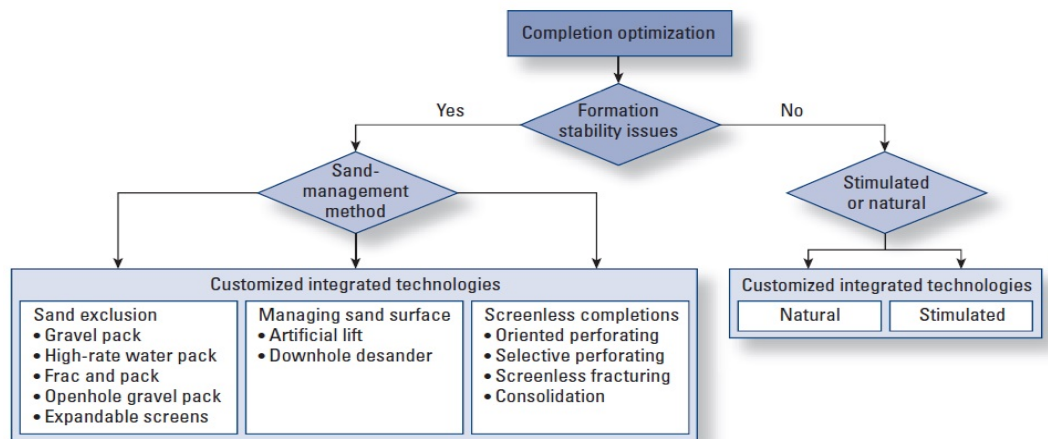 Completion optimization
Yes
Formation
stability issues
No
Sand-
management
method
Stimulated
or natural
Customized integrated technologies
Sand exclusion
• Gravel pack
• High-rate water pack
• Frac and pack
• Openhole gravel pack
• Expandable screens
Managing sand surface
• Artificial lift
• Downhole desander
Screenless completions
• Oriented perforating
• Selective perforating
• Screenless fracturing
• Consolidation
Customized integrated technologies
Natural
Stimulated